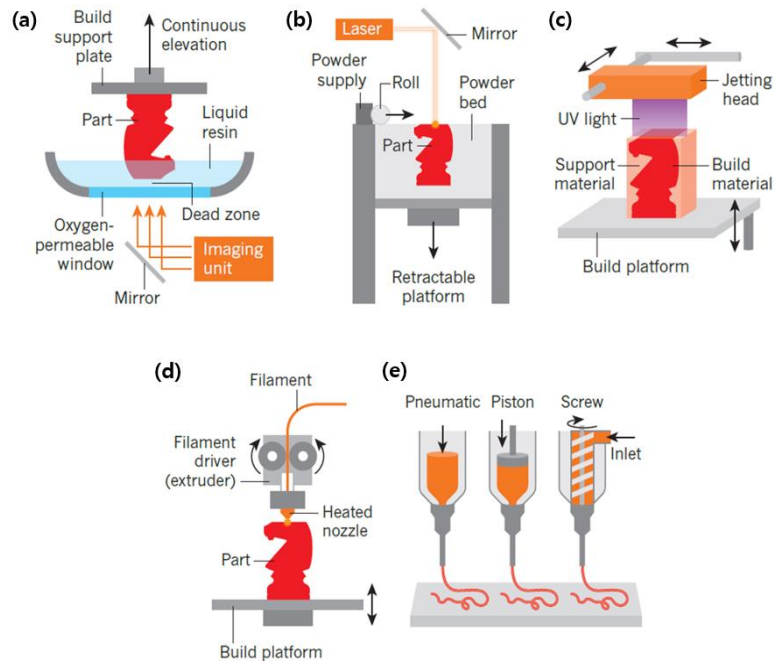 (a)
Build support
plate
Continuous
elevation
Part
Liquid
resin
Dead zone
Oxygen-
permeable
window
Imaging
unit
Mirror
(b)
Laser
Mirror
Powder
supply
Roll
Powder
bed
Part
Retractable
platform
(c)
Jetting
head
UV light
Support
material
Build
material
Build platform
(d)
Filament
Filament
driver
(extruder)
Heated
nozzle
Part
Build platform
(e)
Pneumatic
Piston
Screw
Inlet